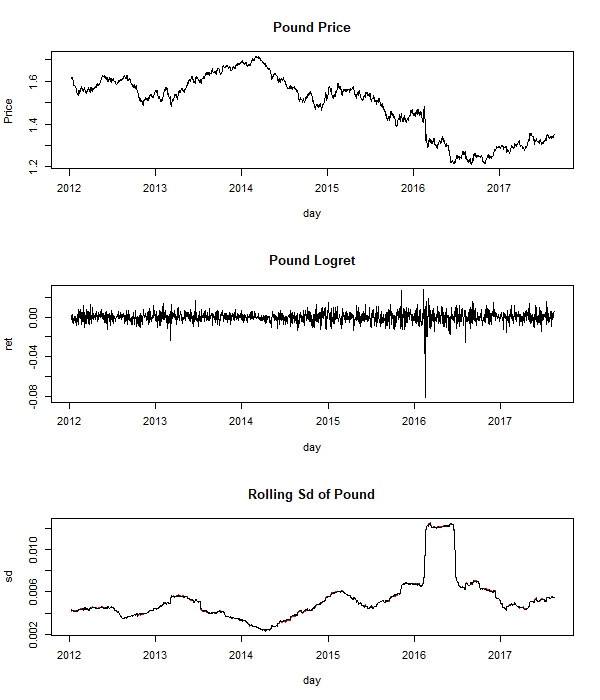 Pound Price
Price
1.6
1.4
1.2
2012 2013 2014 2015 2016 2017
day
Pound Logret
ret
0.00
-0.04
-0.08
2012 2013 2014 2015 2016 2017
day
Rolling Sd of Pound
sd
0.010
0.006
0.002
2012 2013 2014 2015 2016 2017
day